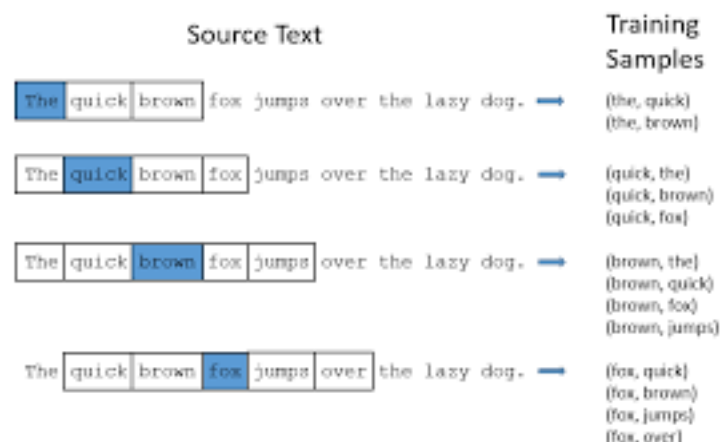 Source Text
Training
Samples
The quick brown fox jumps over the lazy dog.
(the, quick)
(the, brown)
The quick brown fox jumps over the lazy dog.
(quick, the)
(quick, brown)
(quick, fox)
The quick brown fox jumps over the lazy dog.
(brown, the)
(brown, quick)
(brown, fox)
(brown, jumps)
The quick brown fox jumps over the lazy dog.
(fox, quick)
(fox, brown)
(fox, jumps)
(fox, over)